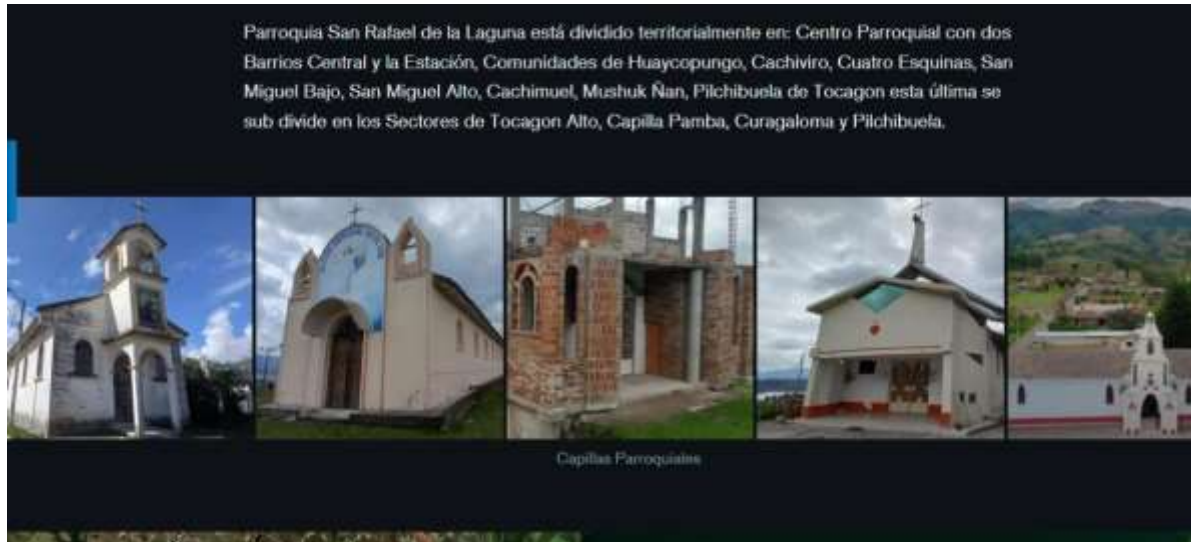 Parroquia San Rafael de la Laguna está dividido territorialmente en: Centro Parroquial con dos
Barrios Central y la Estación, Comunidades de Huaycopungo, Cachiviro, Cuatro Esquinas, San
Miguel Bajo, San Miguel Alto, Cachimuel, Mushuk Ñan, Pilchibuela de Tocagon esta última se
sub divide en los Sectores de Tocagon Alto, Capilla Pamba, Curagaloma y Pilchibuela.
Capillas Parroquiales